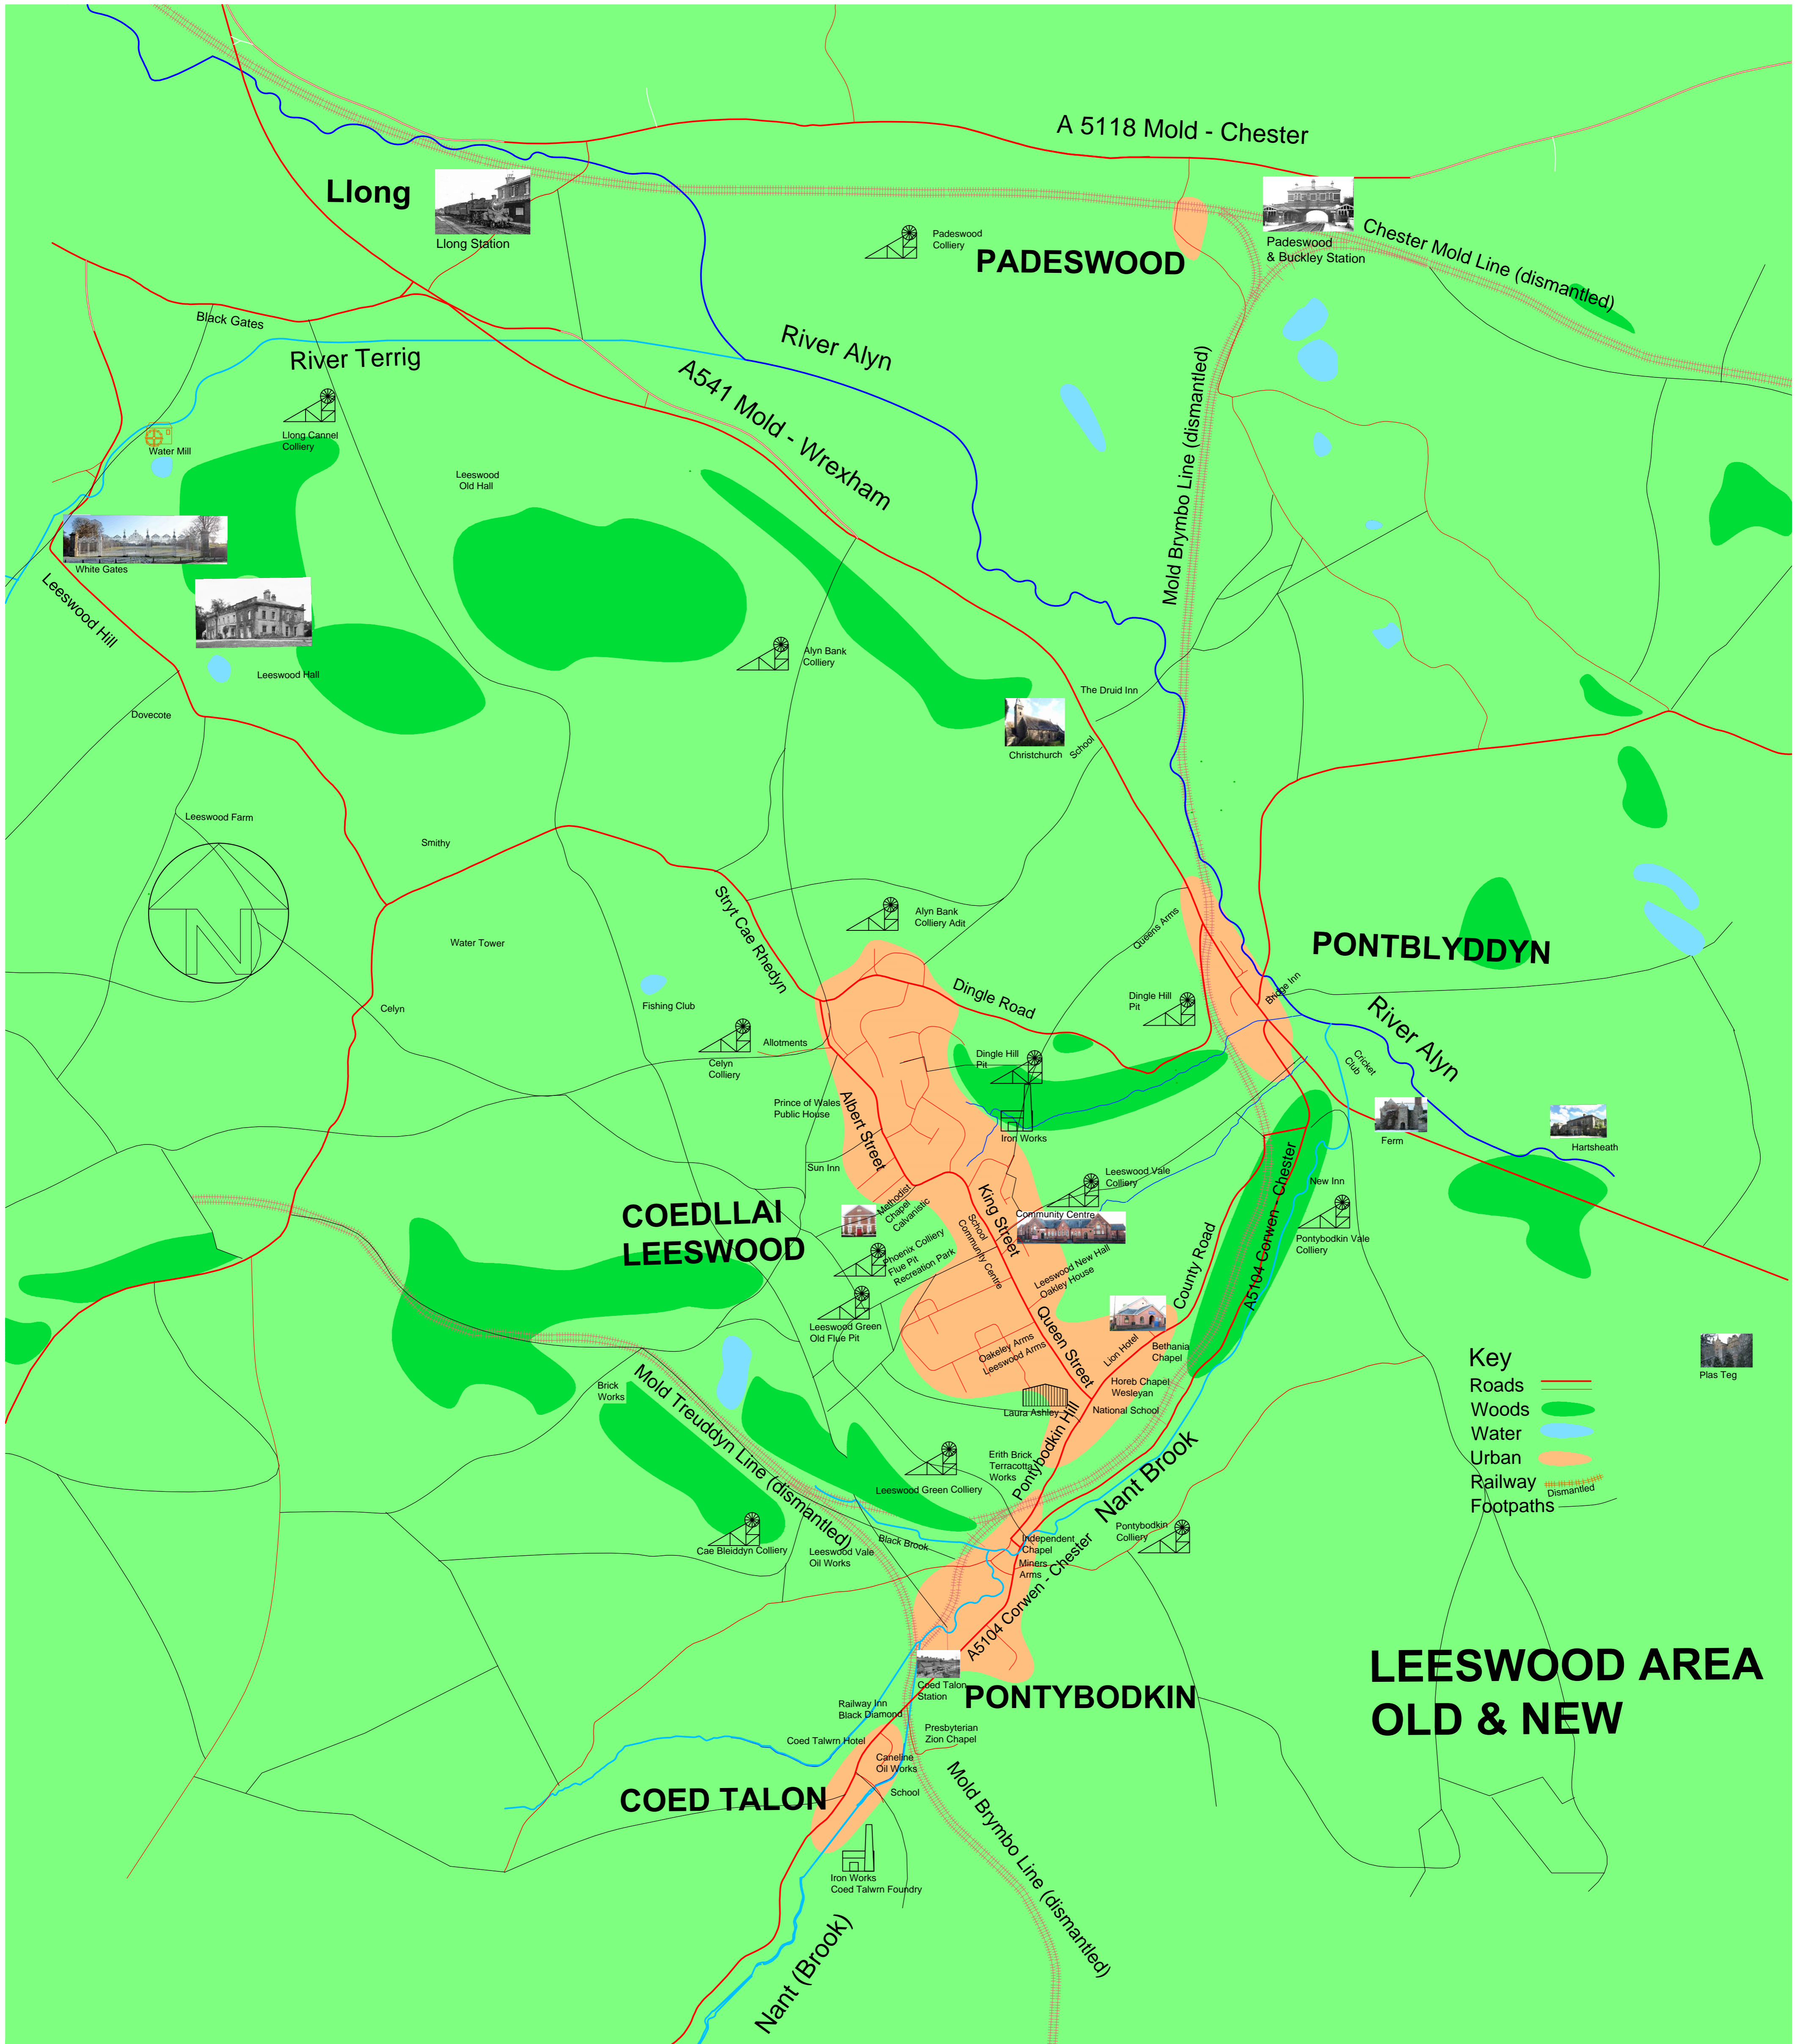 A 5118 Mold - Chester
Llong
Llong Station
Padeswood
Colliery
PADESWOOD
Padeswood
& Buckley Station
Chester Mold Line (dismantled)
Black Gates
River Terrig
River Alyn
A541 Mold - Wrexham
Mold Brymbo Line (dismantled)
Llong Cannel
Colliery
Water Mill
Leeswood
Old Hall
White Gates
Leeswood Hill
Leeswood Hall
Alyn Bank
Colliery
The Druid Inn
Dovecote
Christchurch
School
Leeswood Farm
Smithy
N
Stryt Cae Rhedyn
Alyn Bank
Colliery Adit
Queens Arms
PONTBLYDDYN
Water Tower
Celyn
Fishing Club
Dingle Road
Dingle Hill
Pit
Bridge Inn
River Alyn
Allotments
Celyn
Colliery
Dingle Hill
Pit
Cricket
Club
Prince of Wales
Public House
Albert Street
Iron Works
Ferm
Hartsheath
Sun Inn
Leeswood Vale
Colliery
A5104 Corwen - Chester
New Inn
COEDLLAI
LEESWOOD
Methodist
Chapel
Calvanistic
King Street
School
Community Centre
Community Centre
Pontybodkin Vale
Colliery
Phoenix Colliery
Flue Pit
Recreation Park
Leeswood New Hall
Oakley House
County Road
Leeswood Green
Old Flue Pit
Queen Street
Oakeley Arms
Leeswood Arms
Lion Hotel
Bethania
Chapel
Plas Teg
Key
Roads
Woods
Water
Urban
Railway
Dismantled
Footpaths
Brick
Works
Mold Treuddyn Line (dismantled)
Horeb Chapel
Wesleyan
Laura Ashley
National School
Pontybodkin Hill
Erith Brick
Terracotta
Works
Leeswood Green Colliery
Nant Brook
Cae Bleiddyn Colliery
Leeswood Vale
Oil Works
Black Brook
Independent
Chapel
Miners
Arms
Pontybodkin
Colliery
A5104 Corwen - Chester
LEESWOOD AREA
OLD & NEW
Coed Talon
Station
PONTYBODKIN
Railway Inn
Black Diamond
Presbyterian
Zion Chapel
Coed Talwrn Hotel
Caneline
Oil Works
School
COED TALON
Mold Brymbo Line (dismantled)
Iron Works
Coed Talwrn Foundry
Nant (Brook)